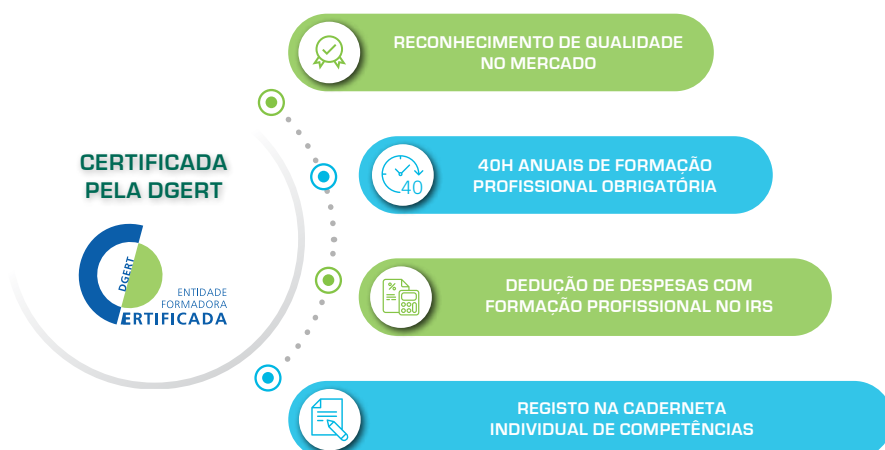 RECONHECIMENTO DE QUALIDADE
NO MERCADO
CERTIFICADA
PELA DGERT
40
40H ANUAIS DE FORMAÇÃO
PROFISSIONAL OBRIGATÓRIA
DGERT
ENTIDADE
FORMADORA
ERTIFICADA
%
DEDUÇÃO DE DESPESAS COM
FORMAÇÃO PROFISSIONAL NO IRS
REGISTO NA CADERNETA
INDIVIDUAL DE COMPETÊNCIAS